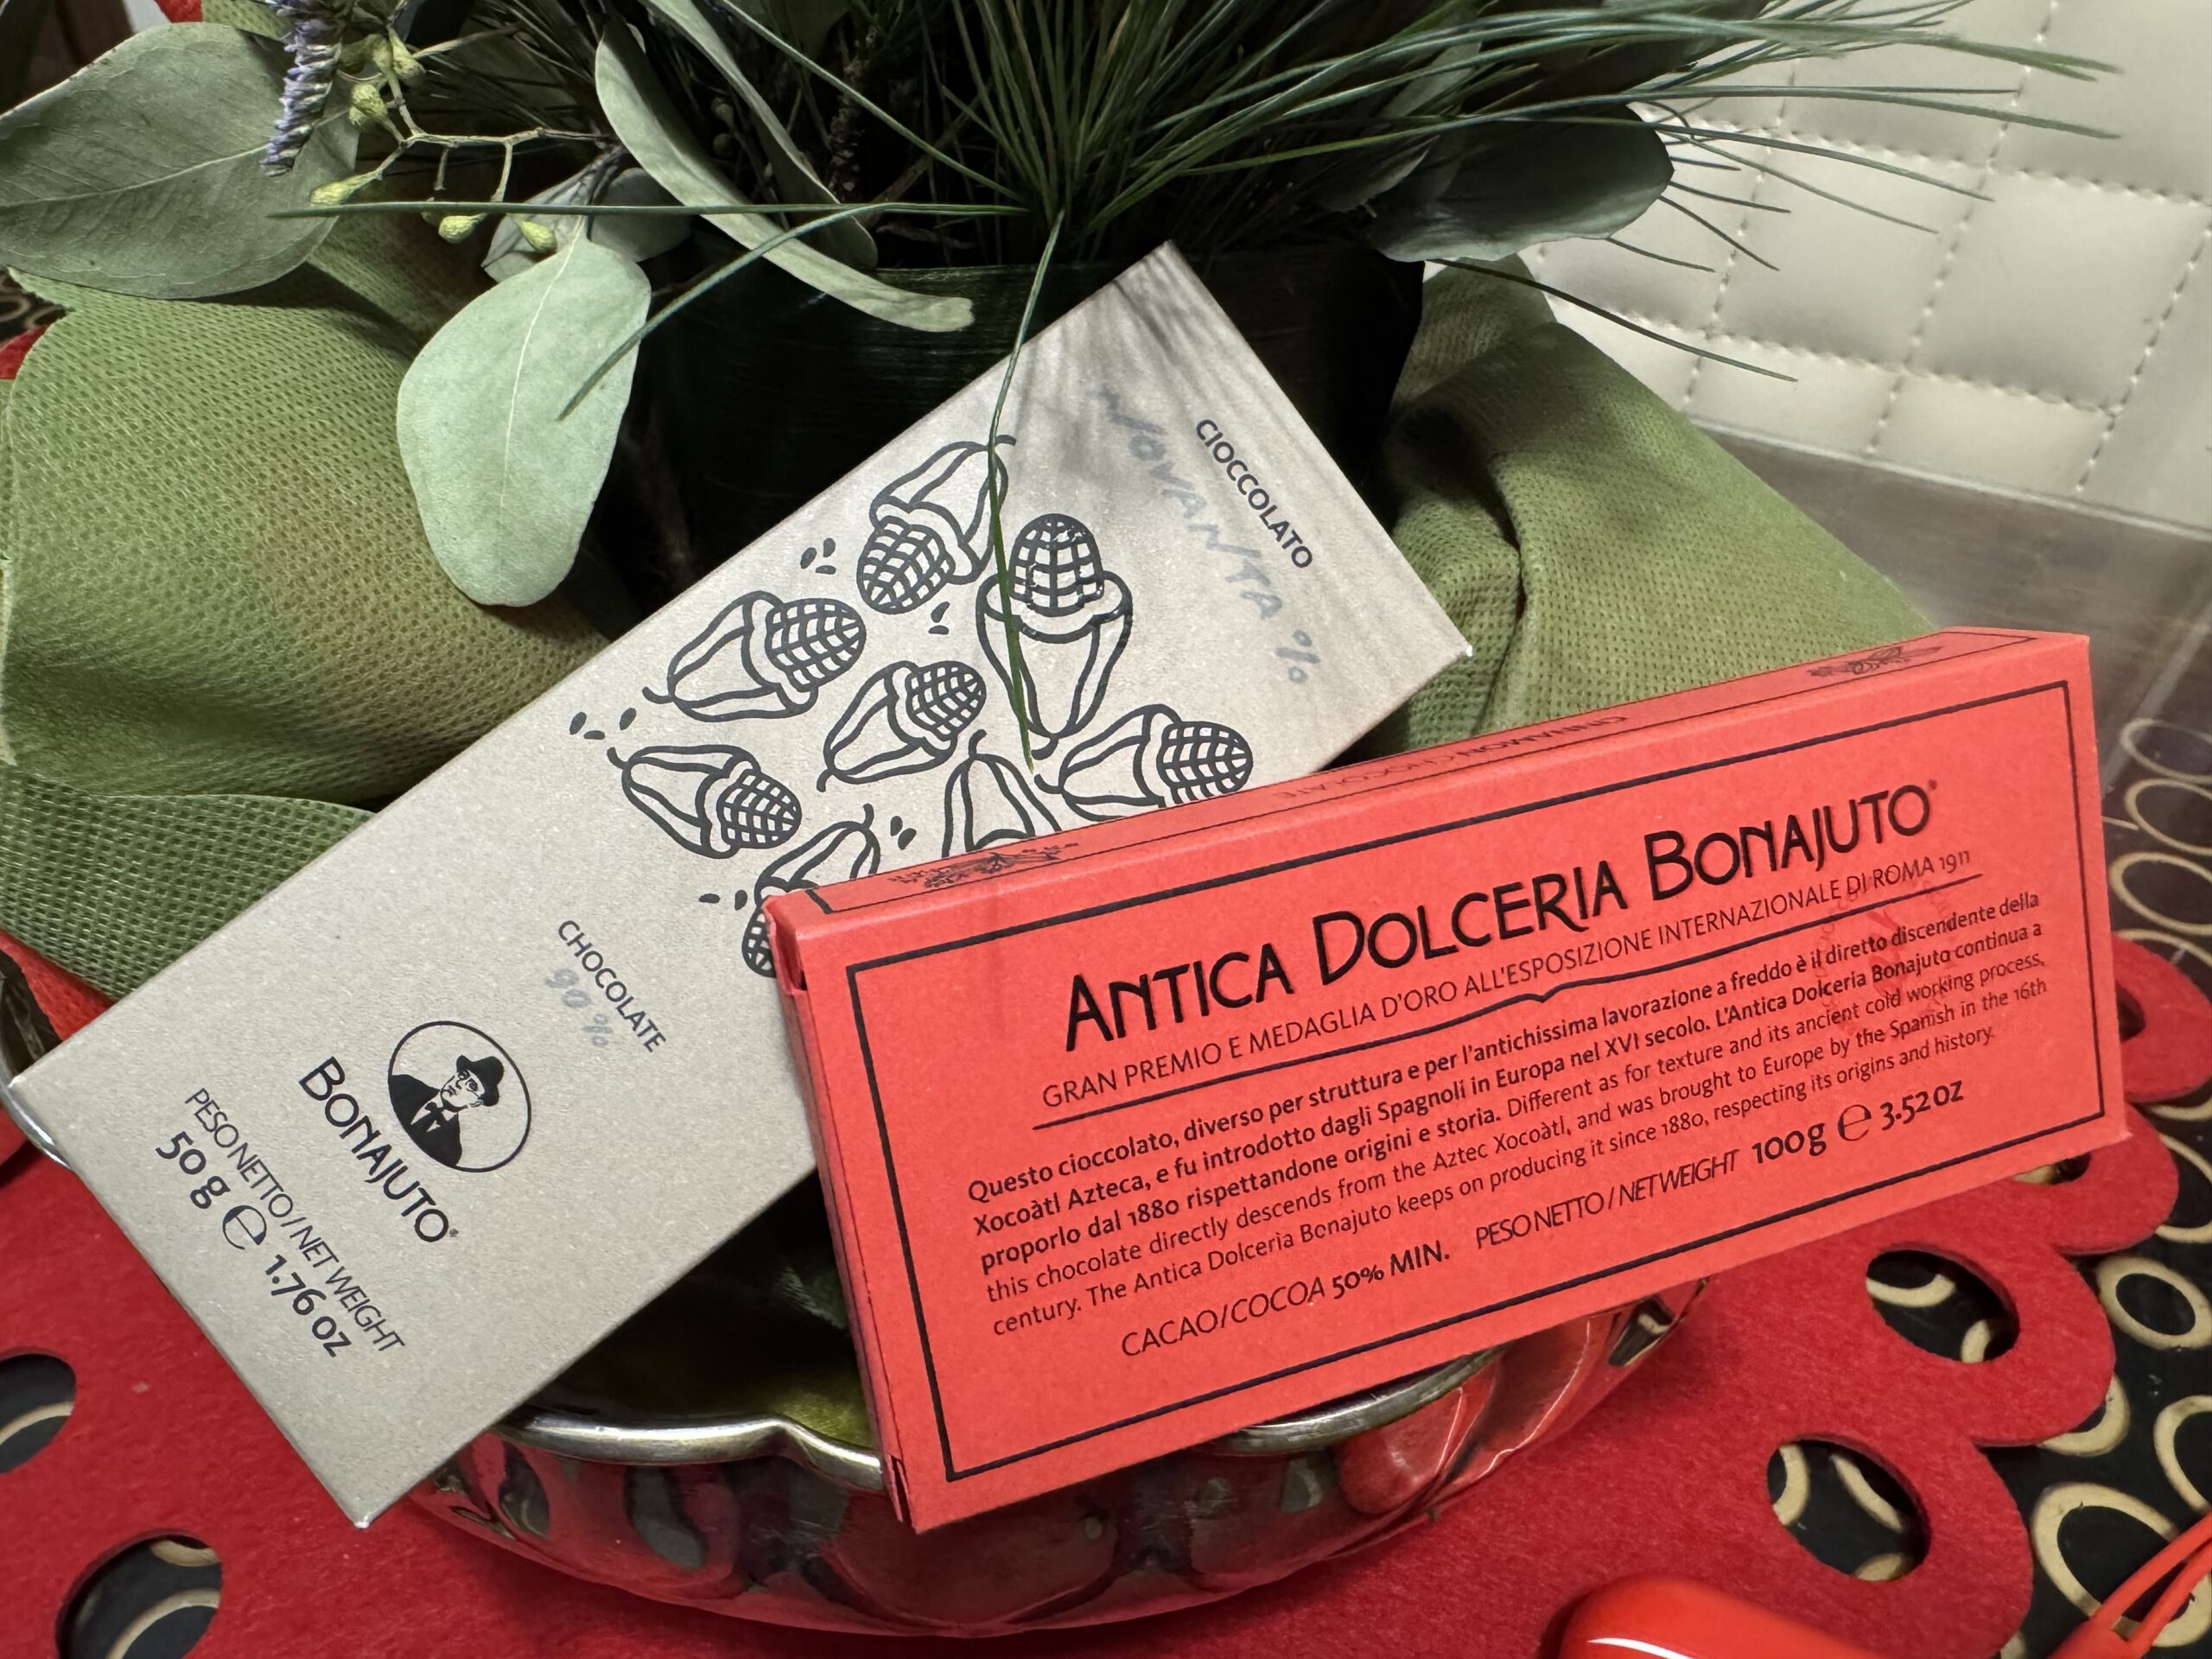 CIOCCOLATO
NOVANTA %
CHOCOLATE
90 %
BONAJUTO®
PESO NETTO / NET WEIGHT
50 g ℮ 1.76 OZ
CINNAMON CHOCOLATE
ANTICA DOLCERIA BONAJUTO®
GRAN PREMIO E MEDAGLIA D'ORO ALL'ESPOSIZIONE INTERNAZIONALE DI ROMA 1911
Questo cioccolato, diverso per struttura e per l'antichissima lavorazione a freddo è il diretto discendente della
Xocoàtl Azteca, e fu introdotto dagli Spagnoli in Europa nel XVI secolo. L'Antica Dolceria Bonajuto continua a
proporlo dal 1880 rispettandone origini e storia. Different as for texture and its ancient cold working process,
this chocolate directly descends from the Aztec Xocoàtl, and was brought to Europe by the Spanish in the 16th
century. The Antica Dolceria Bonajuto keeps on producing it since 1880, respecting its origins and history.
CACAO/COCOA 50% MIN. PESO NETTO / NET WEIGHT 100 g ℮ 3.52 OZ